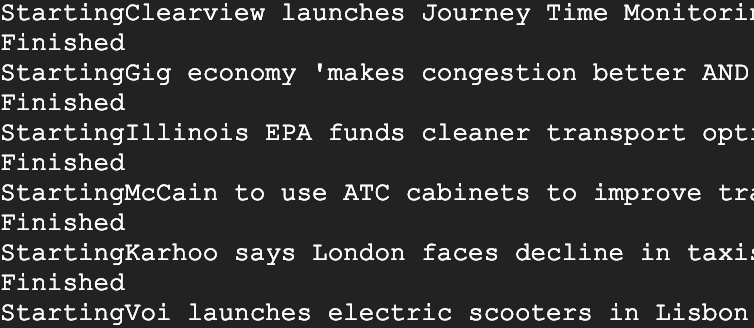 StartingClearview launches Journey Time Monitorin
Finished
StartingGig economy 'makes congestion better AND
Finished
StartingIllinois EPA funds cleaner transport opti
Finished
StartingMcCain to use ATC cabinets to improve tra
Finished
StartingKarhoo says London faces decline in taxis
Finished
StartingVoi launches electric scooters in Lisbon